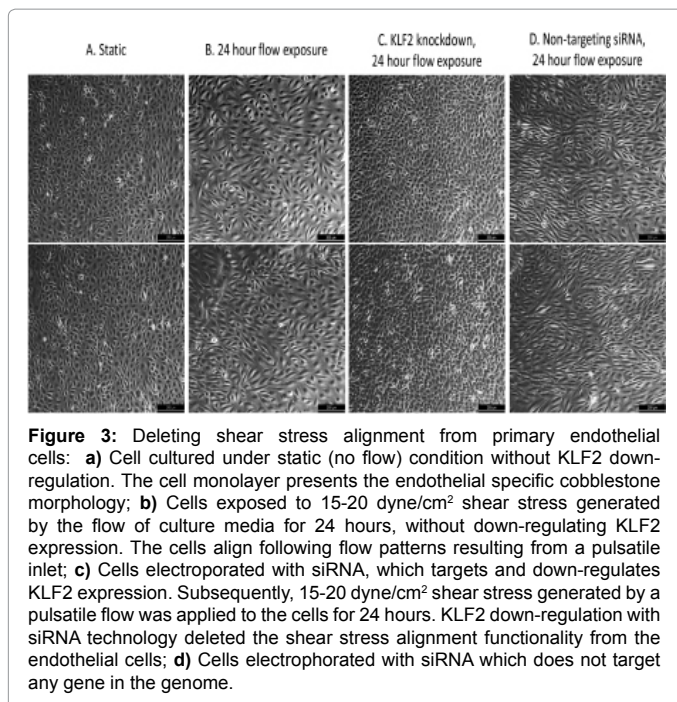 A. Static
B. 24 hour flow exposure
C. KLF2 knockdown,
24 hour flow exposure
D. Non-targeting siRNA,
24 hour flow exposure
Figure 3: Deleting shear stress alignment from primary endothelial
cells: a) Cell cultured under static (no flow) condition without KLF2 down-
regulation. The cell monolayer presents the endothelial specific cobblestone
morphology; b) Cells exposed to 15-20 dyne/cm² shear stress generated
by the flow of culture media for 24 hours, without down-regulating KLF2
expression. The cells align following flow patterns resulting from a pulsatile
inlet; c) Cells electroporated with siRNA, which targets and down-regulates
KLF2 expression. Subsequently, 15-20 dyne/cm² shear stress generated by a
pulsatile flow was applied to the cells for 24 hours. KLF2 down-regulation with
siRNA technology deleted the shear stress alignment functionality from the
endothelial cells; d) Cells electrophorated with siRNA which does not target
any gene in the genome.